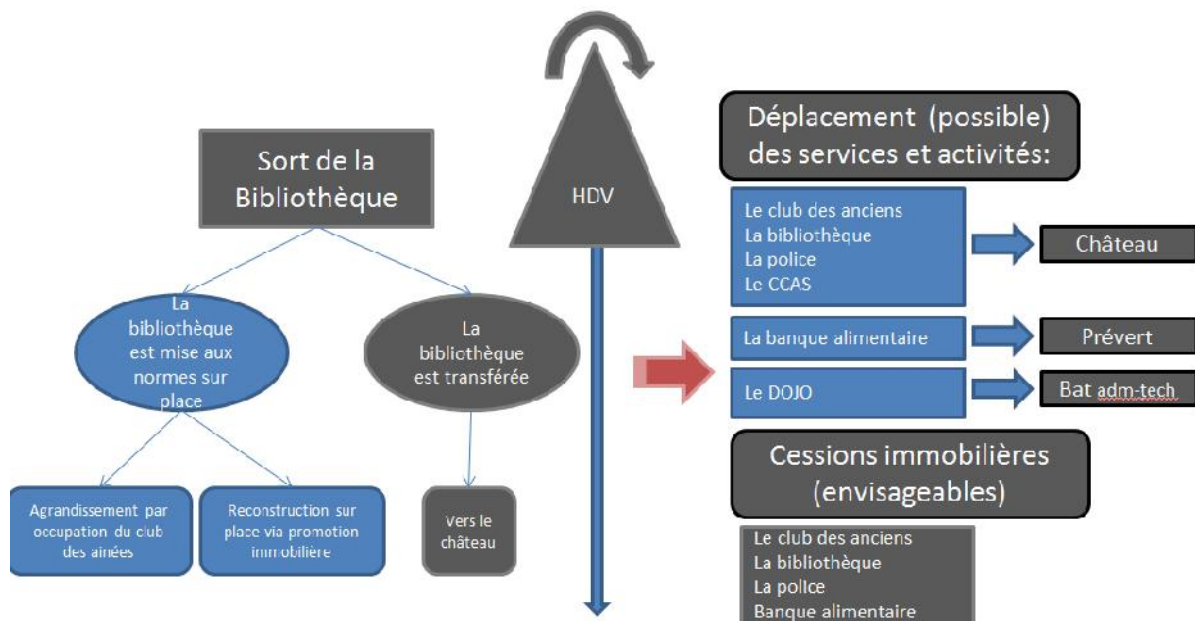 Sort de la
Bibliothèque
La
bibliothèque
est mise aux
normes sur
place
La
bibliothèque
est transférée
Agrandissement par
occupation du club
des ainées
Reconstruction sur
place via promotion
immobilière
Vers le
château
HDV
Déplacement (possible)
des services et activités:
Le club des anciens
La bibliothèque
La police
Le CCAS
Château
La banque alimentaire
Prévert
Le DOJO
Bat adm-tech
Cessions immobilières
(envisageables)
Le club des anciens
La bibliothèque
La police
Banque alimentaire